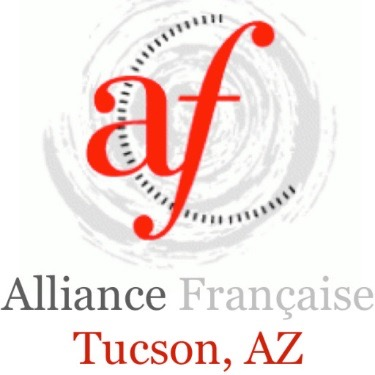 af
Alliance Française
Tucson, AZ